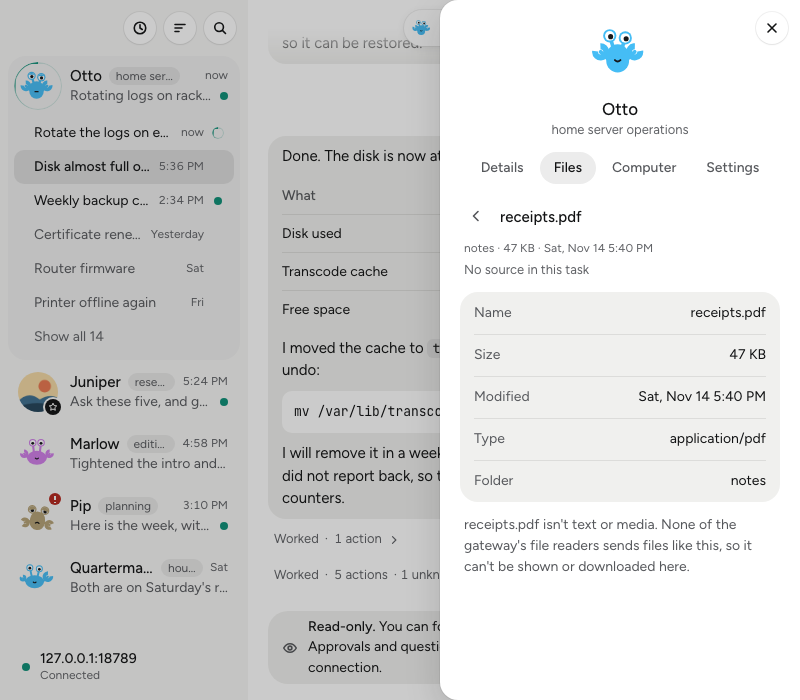 Otto home ser... now
Rotating logs on rack...
Rotate the logs on e... now
Disk almost full o... 5:36 PM
Weekly backup c... 2:34 PM
Certificate rene... Yesterday
Router firmware Sat
Printer offline again Fri
Show all 14
Juniper rese... 5:24 PM
Ask these five, and g...
Marlow editi... 4:58 PM
Tightened the intro and...
Pip planning 3:10 PM
Here is the week, wit...
Quarterma... hou... Sat
Both are on Saturday's r...
127.0.0.1:18789
Connected
so it can be restored.
Done. The disk is now at
What
Disk used
Transcode cache
Free space
I moved the cache to
undo:
mv /var/lib/transco
I will remove it in a week
did not report back, so
counters.
Worked · 1 action
Worked · 5 actions · 1 unkn
Read-only. You can fo
Approvals and questi
connection.
Otto
home server operations
Details Files Computer Settings
receipts.pdf
notes · 47 KB · Sat, Nov 14 5:40 PM
No source in this task
Name receipts.pdf
Size 47 KB
Modified Sat, Nov 14 5:40 PM
Type application/pdf
Folder notes
receipts.pdf isn't text or media. None of the
gateway's file readers sends files like this, so it
can't be shown or downloaded here.